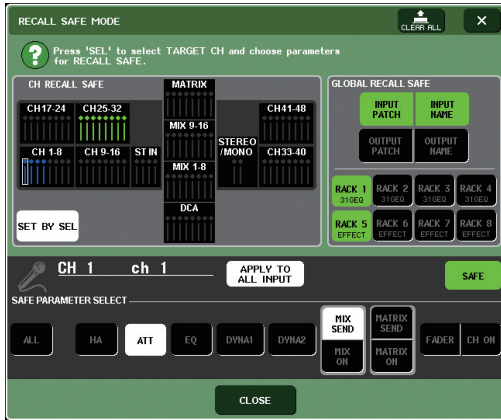 RECALL SAFE MODE
CLEAR ALL
×
?
Press 'SEL' to select TARGET CH and choose parameters
for RECALL SAFE.
CH RECALL SAFE
MATRIX
CH17-24 CH25-32
MIX 9-16
CH41-48
STEREO
/MONO
CH 1-8 CH 9-16 ST IN
MIX 1-8
CH33-40
DCA
SET BY SEL
GLOBAL RECALL SAFE
INPUT
PATCH
INPUT
NAME
OUTPUT
PATCH
OUTPUT
NAME
RACK 1
31GEQ
RACK 2
31GEQ
RACK 3
31GEQ
RACK 4
31GEQ
RACK 5
EFFECT
RACK 6
EFFECT
RACK 7
EFFECT
RACK 8
EFFECT
CH 1 ch 1
APPLY TO
ALL INPUT
SAFE
SAFE PARAMETER SELECT
ALL
HA
ATT
EQ
DYNA1
DYNA2
MIX
SEND
MIX
ON
MATRIX
SEND
MATRIX
ON
FADER
CH ON
CLOSE